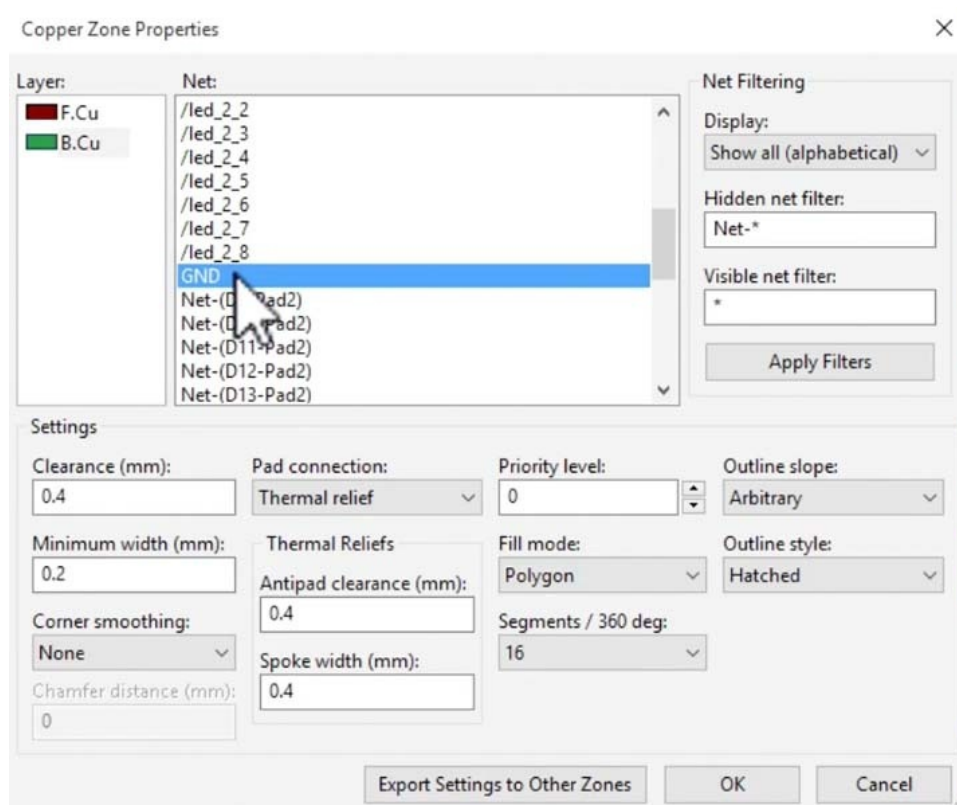 Copper Zone Properties
Layer:
F.Cu
B.Cu
Net:
/led_2_2
/led_2_3
/led_2_4
/led_2_5
/led_2_6
/led_2_7
/led_2_8
GND
Net-(D Pad2)
Net-(D Pad2)
Net-(D11-Pad2)
Net-(D12-Pad2)
Net-(D13-Pad2)
Net Filtering
Display:
Show all (alphabetical)
Hidden net filter:
Net-*
Visible net filter:
*
Apply Filters
Settings
Clearance (mm):
0.4
Minimum width (mm):
0.2
Corner smoothing:
None
Chamfer distance (mm):
0
Pad connection:
Thermal relief
Thermal Reliefs
Antipad clearance (mm):
0.4
Spoke width (mm):
0.4
Priority level:
0
Fill mode:
Polygon
Segments / 360 deg:
16
Outline slope:
Arbitrary
Outline style:
Hatched
Export Settings to Other Zones
OK
Cancel